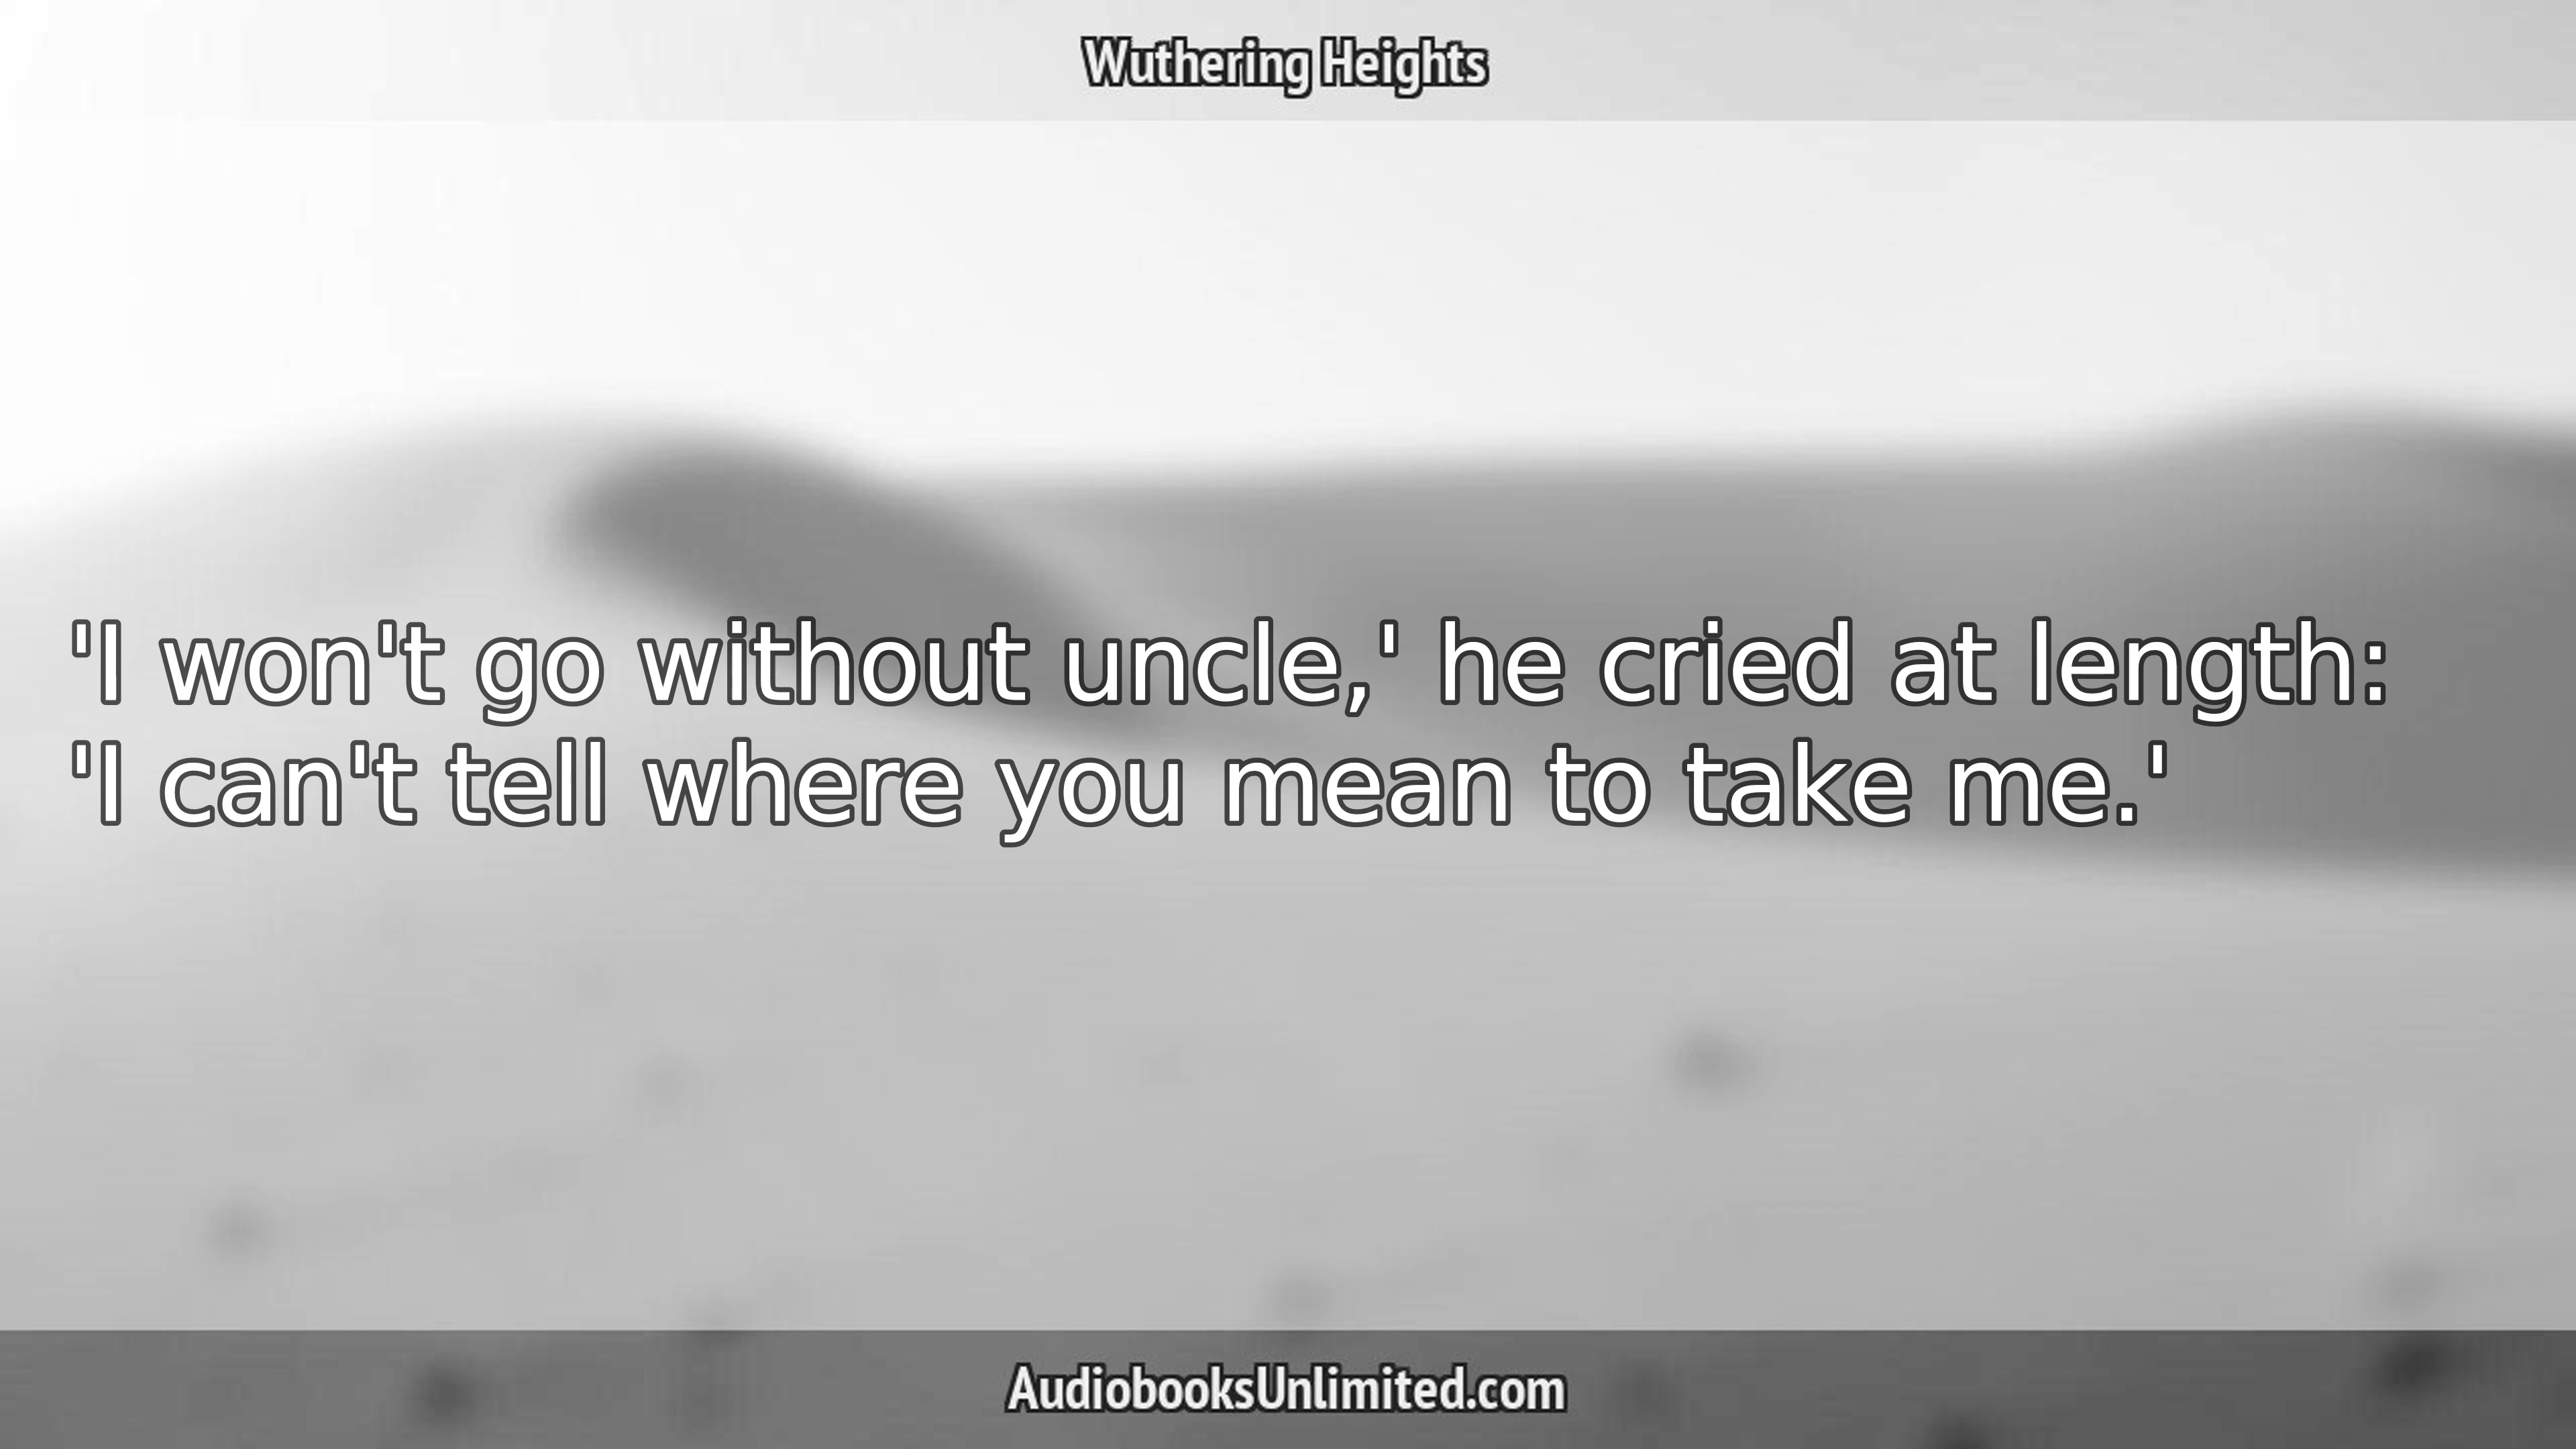 Wuthering Heights
'I won't go without uncle,' he cried at length:
'I can't tell where you mean to take me.'
AudiobooksUnlimited.com